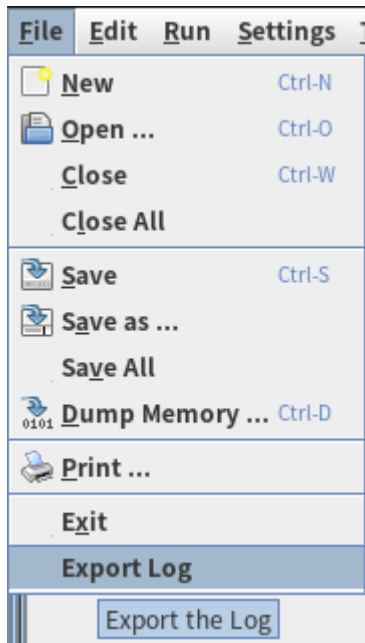 File Edit Run Settings
New Ctrl-N
Open ... Ctrl-O
Close Ctrl-W
Close All
Save Ctrl-S
Save as ...
Save All
0101 Dump Memory ... Ctrl-D
Print ...
Exit
Export Log
Export the Log